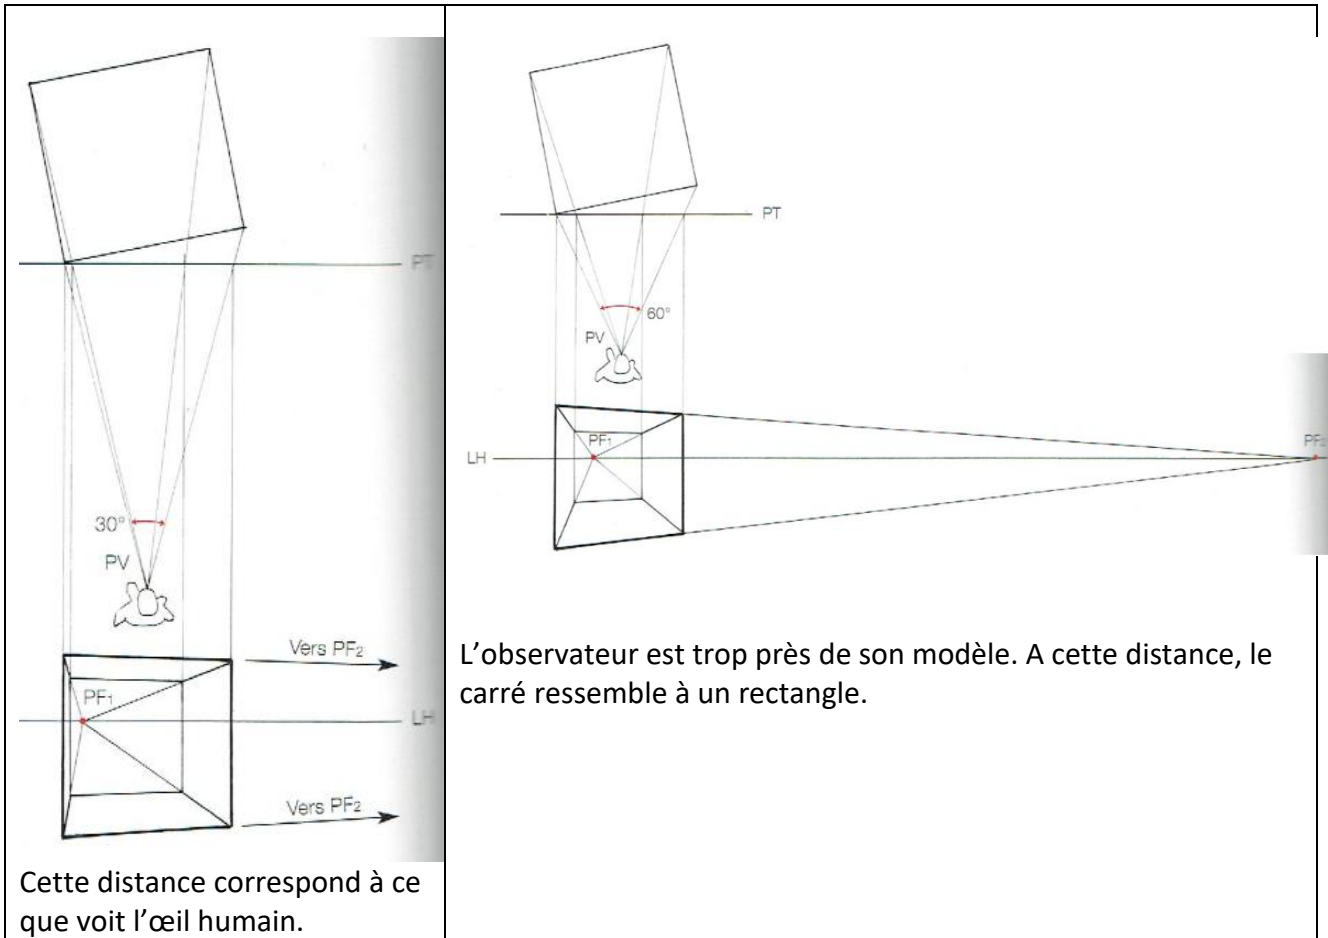 PT
30°
PV
Vers PF2
PF1
LH
Vers PF2
Cette distance correspond à ce
que voit l’œil humain.
PT
60°
PV
PF1
LH
PF2
L’observateur est trop près de son modèle. A cette distance, le
carré ressemble à un rectangle.